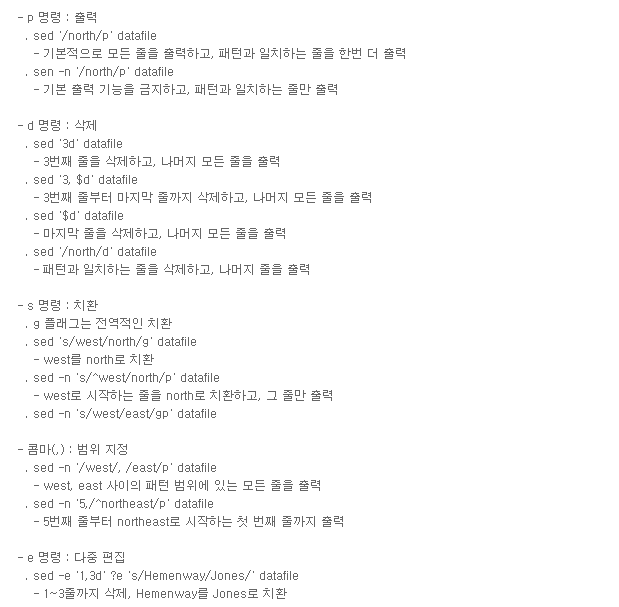 - p 명령 : 출력
. sed '/north/p' datafile
- 기본적으로 모든 줄을 출력하고, 패턴과 일치하는 줄을 한번 더 출력
. sen -n '/north/p' datafile
- 기본 출력 기능을 금지하고, 패턴과 일치하는 줄만 출력
- d 명령 : 삭제
. sed '3d' datafile
- 3번째 줄을 삭제하고, 나머지 모든 줄을 출력
. sed '3, $d' datafile
- 3번째 줄부터 마지막 줄까지 삭제하고, 나머지 모든 줄을 출력
. sed '$d' datafile
- 마지막 줄을 삭제하고, 나머지 모든 줄을 출력
. sed '/north/d' datafile
- 패턴과 일치하는 줄을 삭제하고, 나머지 줄을 출력
- s 명령 : 치환
. g 플래그는 전역적인 치환
. sed 's/west/north/g' datafile
- west를 north로 치환
. sed -n 's/^west/north/p' datafile
- west로 시작하는 줄을 north로 치환하고, 그 줄만 출력
. sed -n 's/west/east/gp' datafile
- 콤마(,) : 범위 지정
. sed -n '/west/, /east/p' datafile
- west, east 사이의 패턴 범위에 있는 모든 줄을 출력
. sed -n '5,/^northeast/p' datafile
- 5번째 줄부터 northeast로 시작하는 첫 번째 줄까지 출력
- e 명령 : 다중 편집
. sed -e '1,3d' ?e 's/Hemenway/Jones/' datafile
- 1~3줄까지 삭제, Hemenway를 Jones로 치환